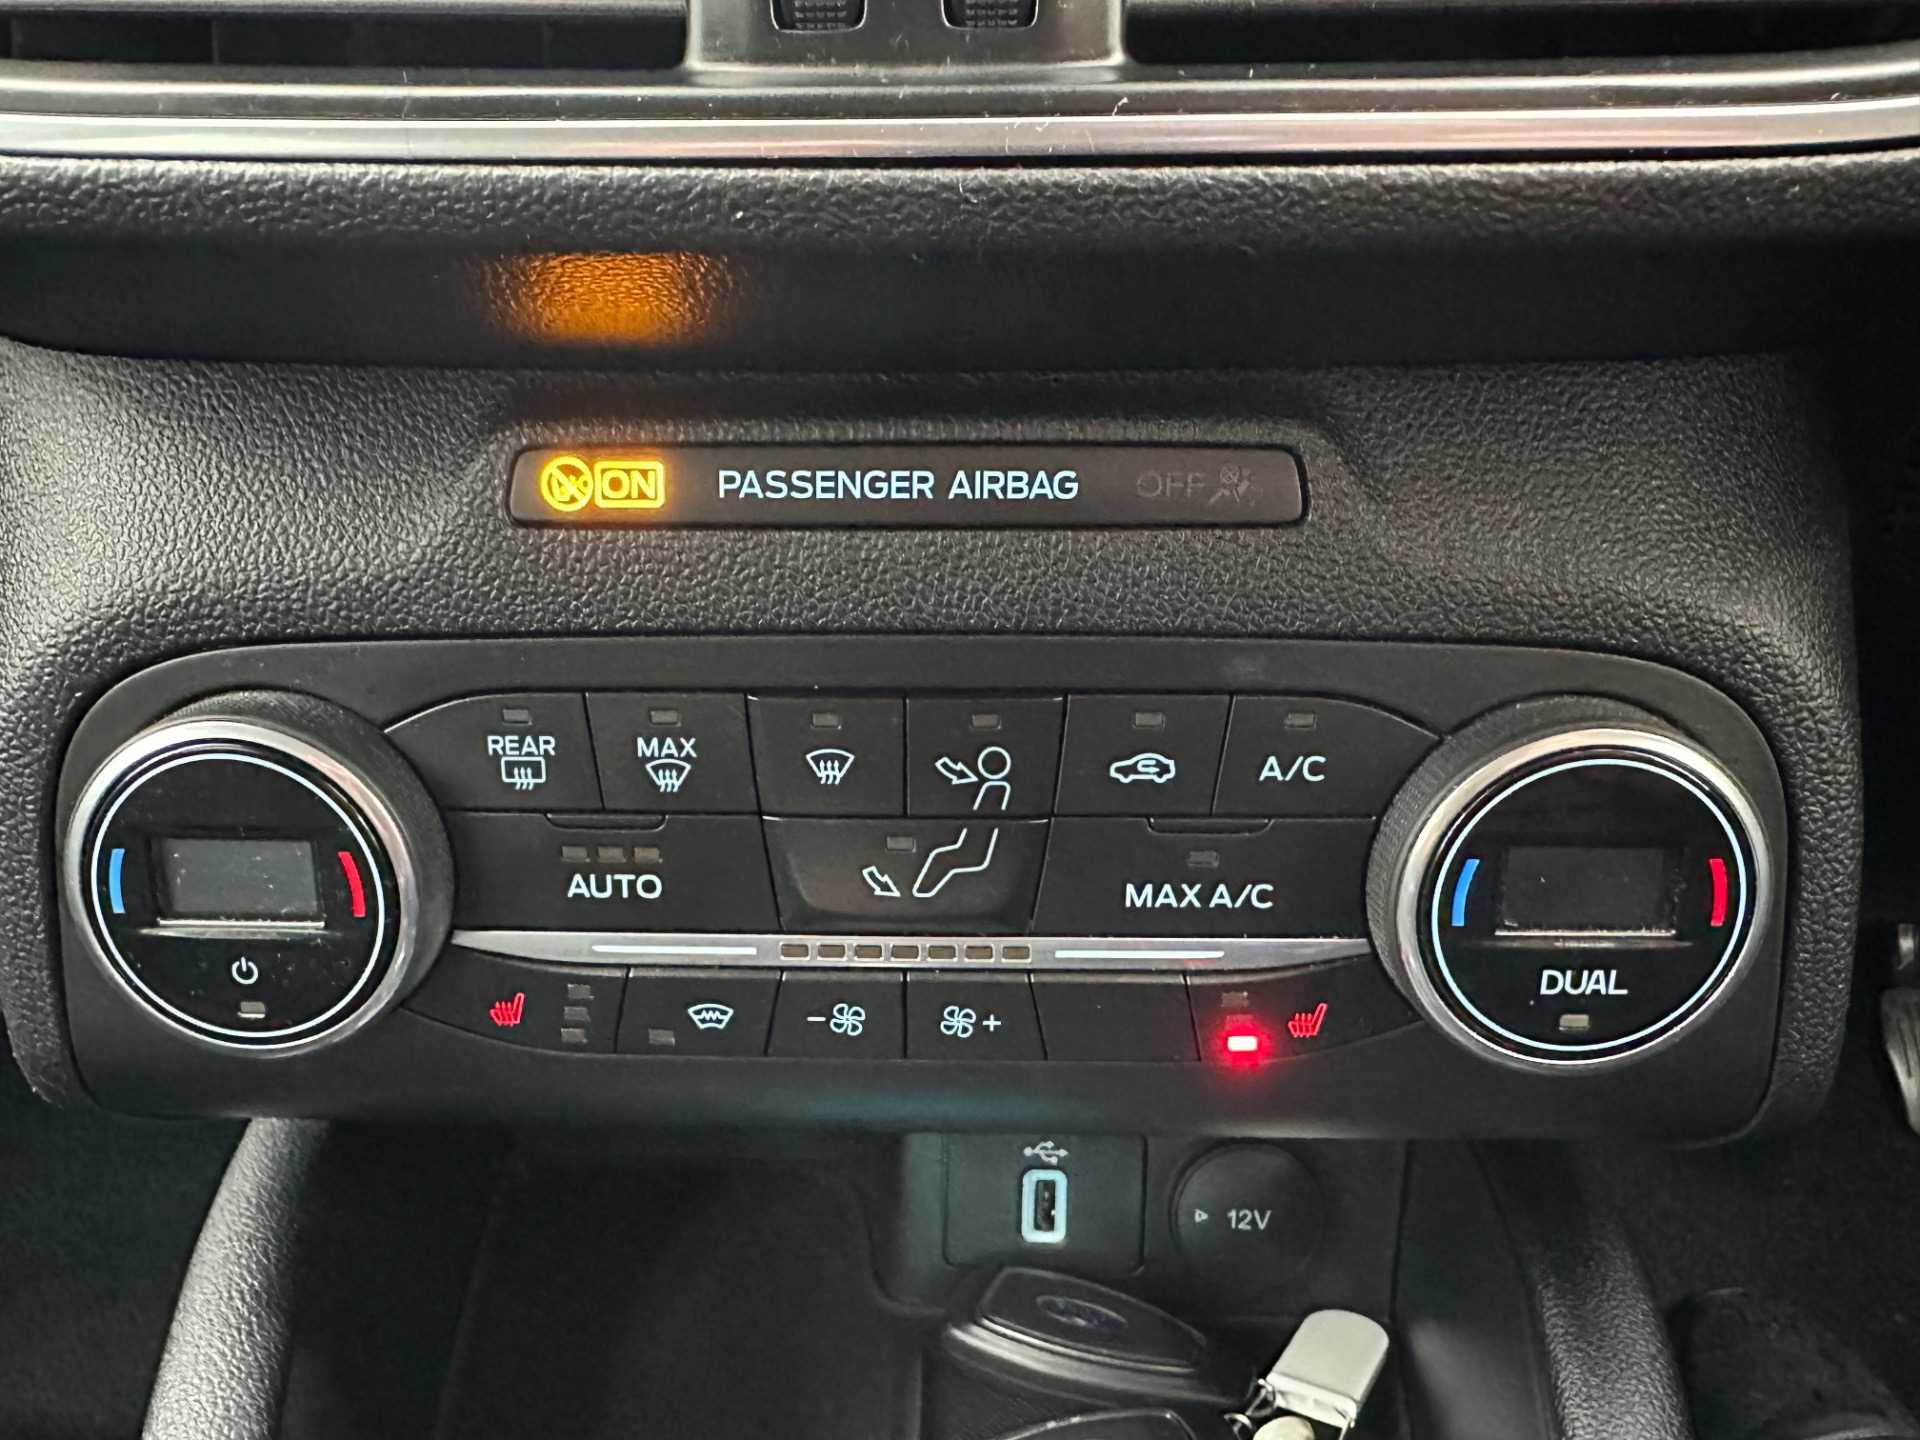 ON PASSENGER AIRBAG OFF
REAR
MAX
A/C
AUTO
MAX A/C
DUAL
- +
12V